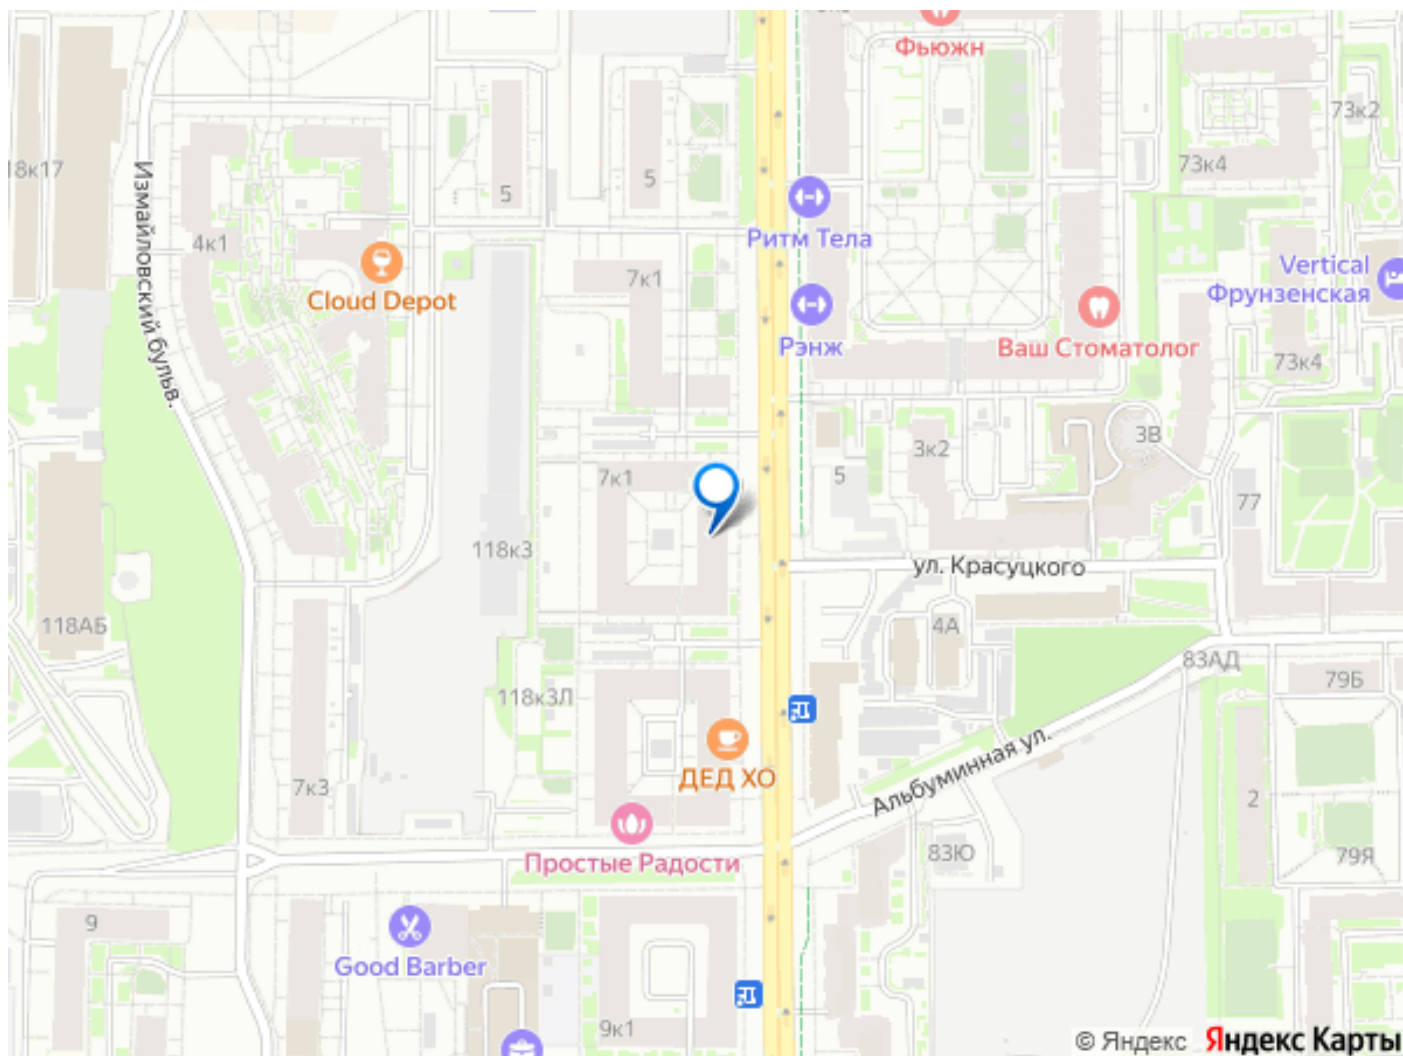 Фьюжн
73к2
18к17
5
5
73к4
Измайловский бульв.
Ритм Тела
4к1
Vertical
Фрунзенская
7к1
Cloud Depot
Рэнж
Ваш Стоматолог
73к4
3В
3к2
7к1
5
77
118к3
ул. Красуцкого
118АБ
4А
83АД
79Б
118к3Л
Альбуминная ул.
ДЕД ХО
7к3
2
Простые Радости
83Ю
79Я
9
Good Barber
9к1
© Яндекс Яндекс Карты